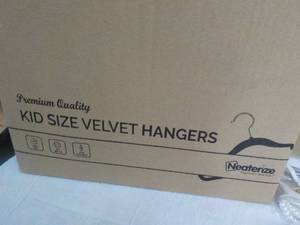 Premium Quality
KID SIZE VELVET HANGERS
Neaterize